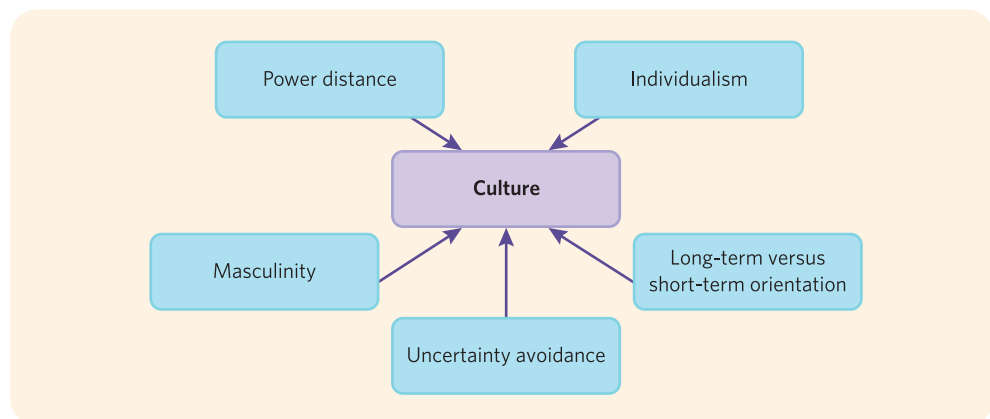 Power distance
Individualism
Culture
Masculinity
Long-term versus
short-term orientation
Uncertainty avoidance